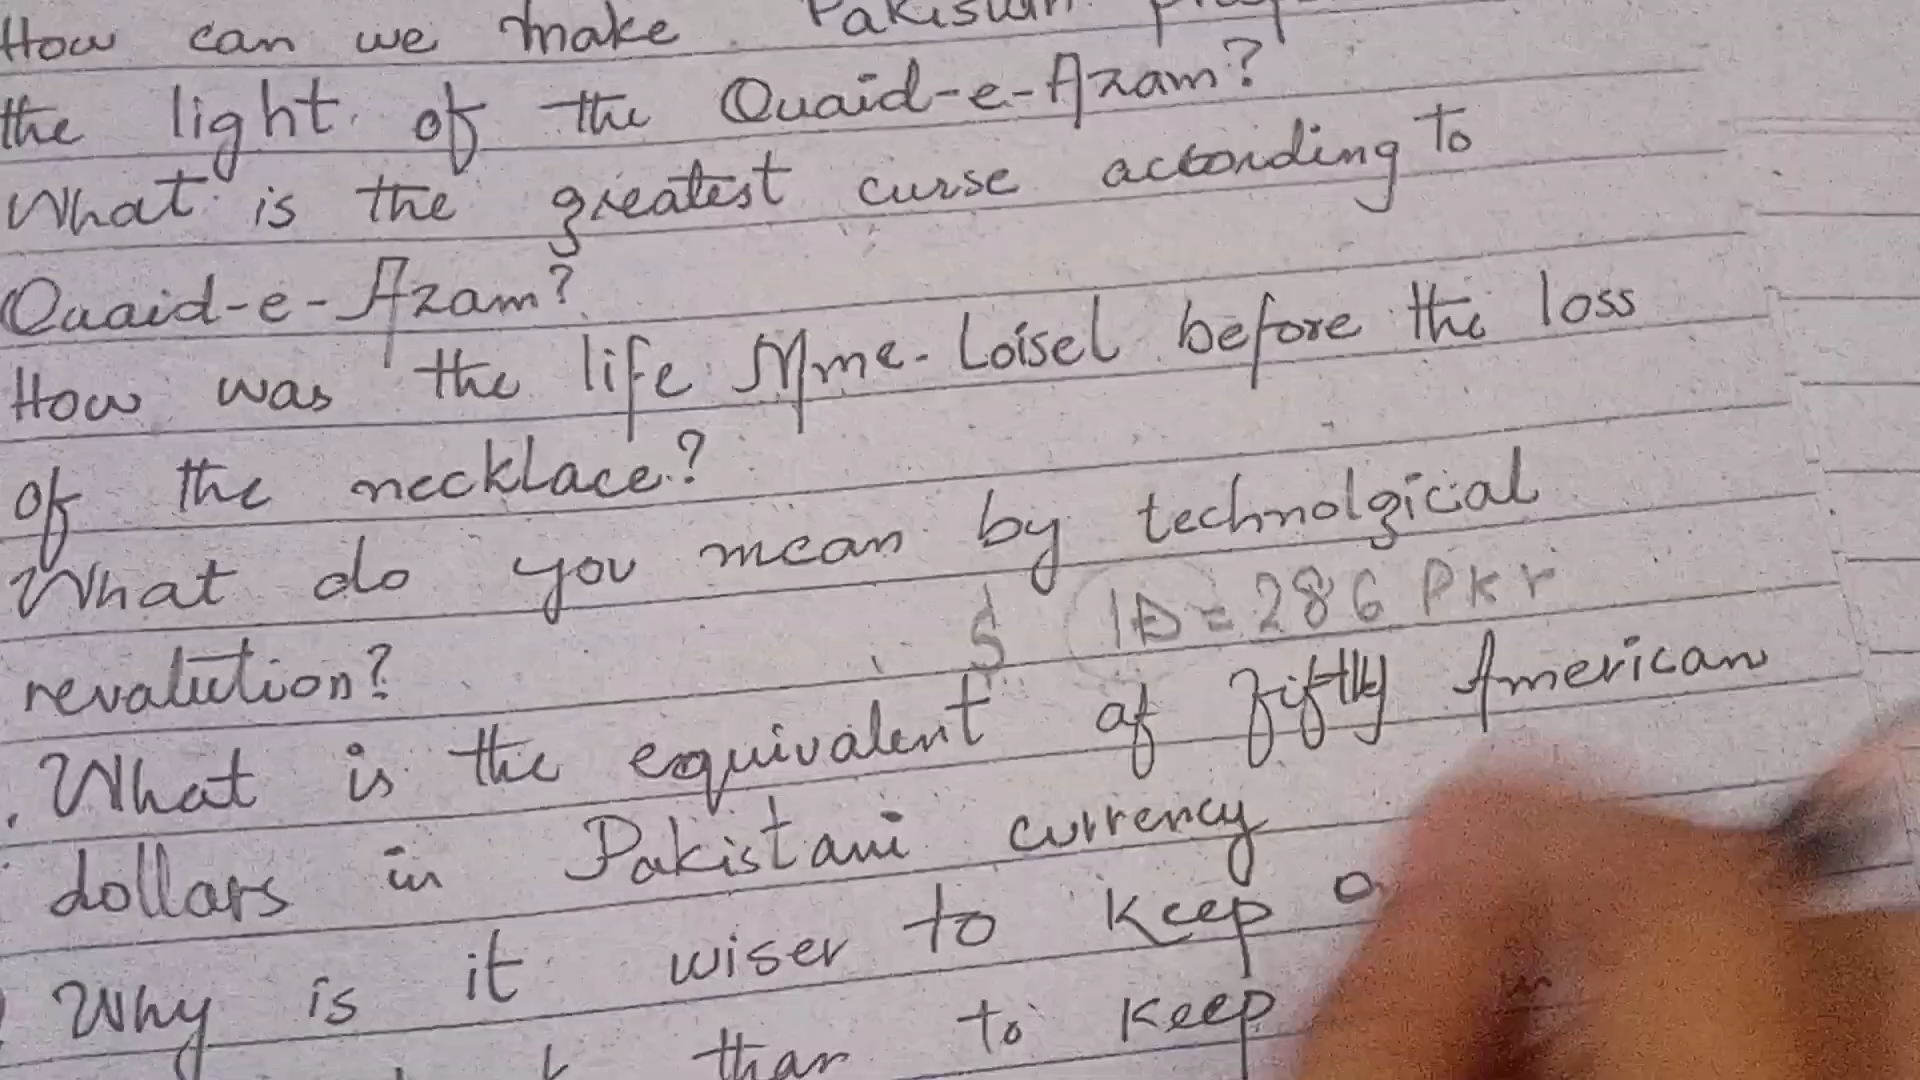 How can we make Pakistan
the light of the Quaid-e-Azam?
What is the greatest curse according to
Quaid-e-Azam?
How was the life Mme. Loisel before the loss
of the necklace?
What do you mean by technolgical
$ 1D = 286 PKr
revalution?
What is the equivalent of fiftly American
dollars in Pakistani currency
Why is it wiser to keep
than to keep